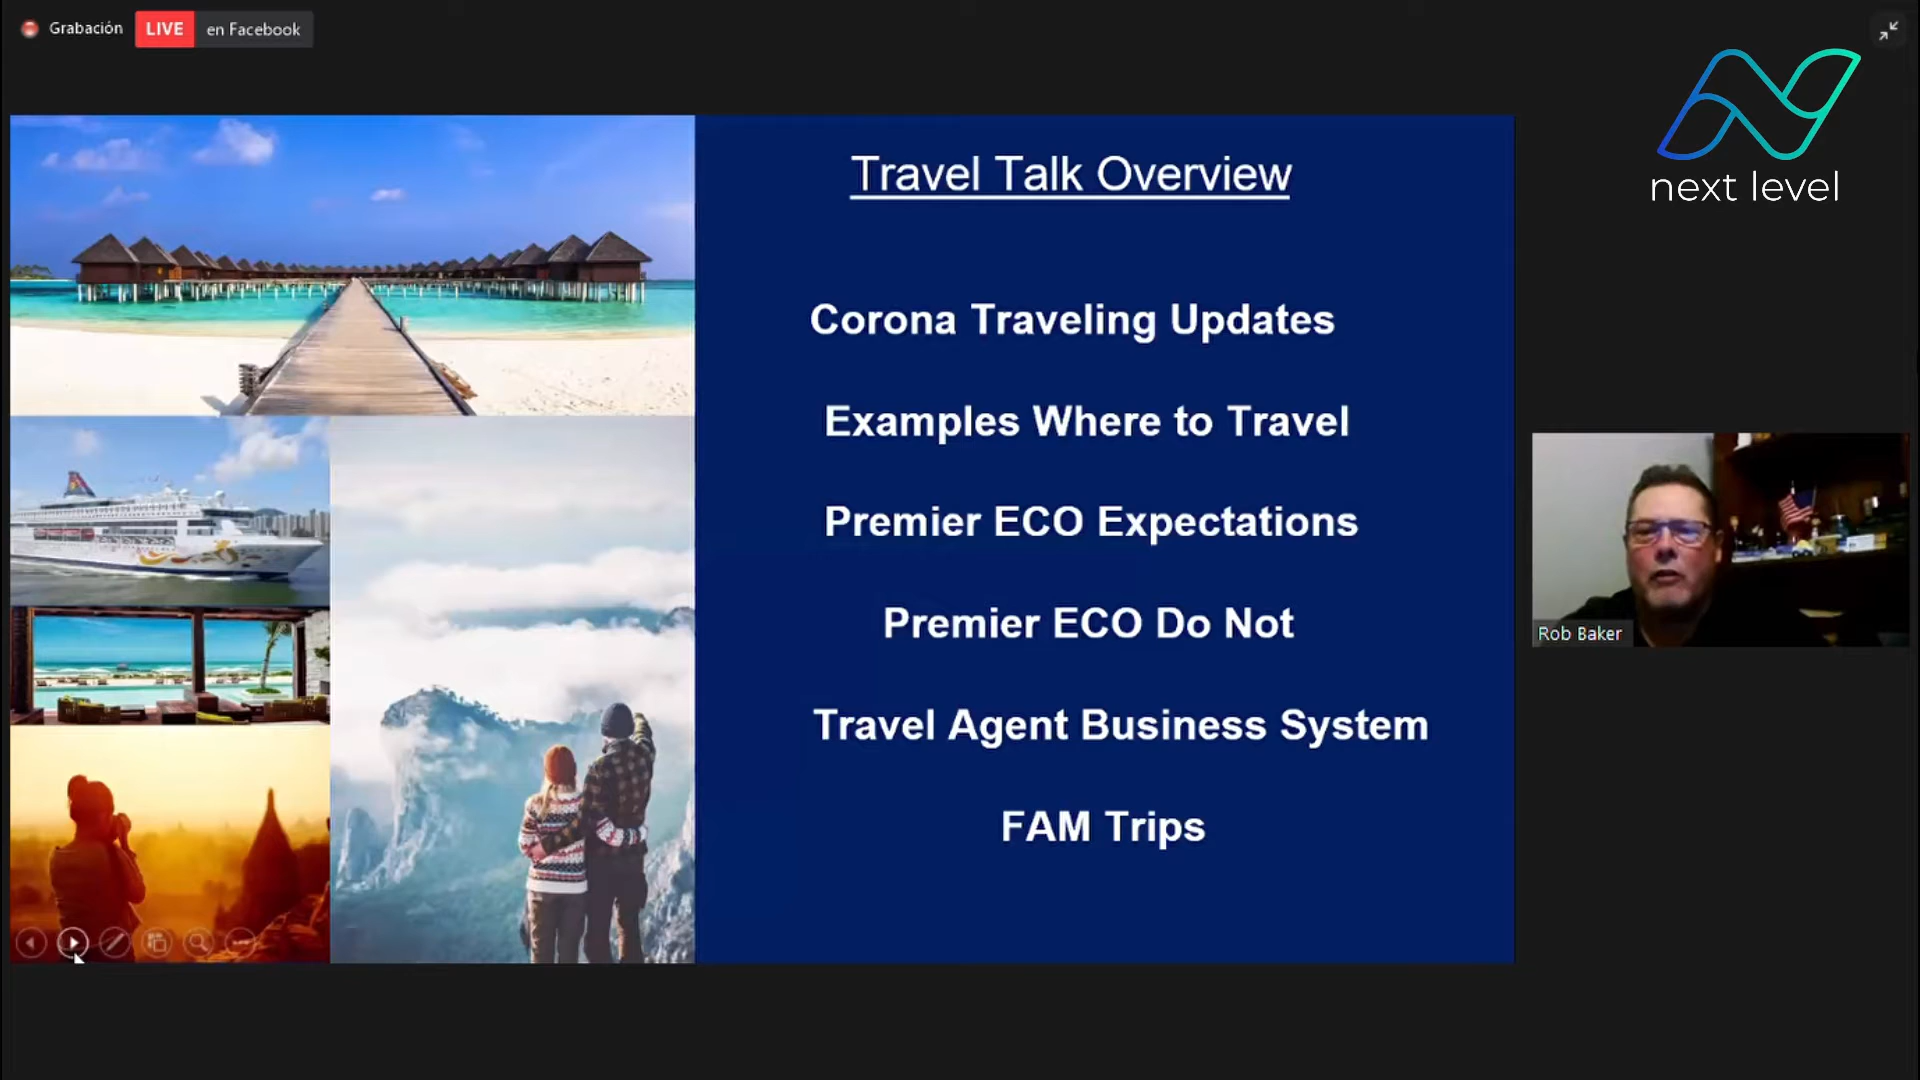 Grabación
LIVE en Facebook
next level
Travel Talk Overview
Corona Traveling Updates
Examples Where to Travel
Premier ECO Expectations
Premier ECO Do Not
Travel Agent Business System
FAM Trips
Rob Baker